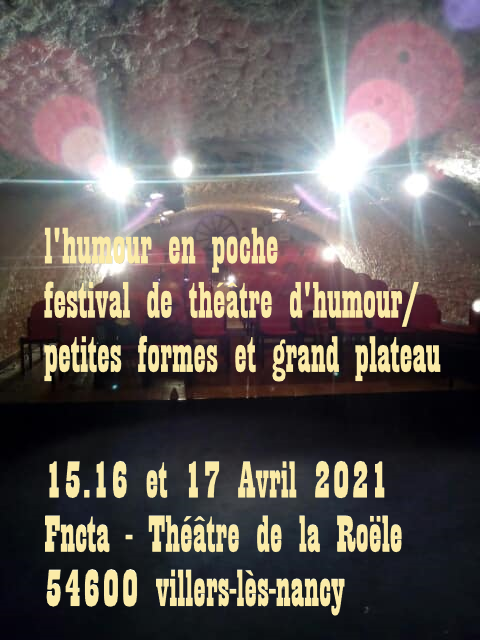 l'humour en poche
festival de theatre d'humour/
petites formes et grand plateau
15.16 et 17 Avril 2021
Fncta - Théâtre de la Roële
54600 villers-lès-nancy